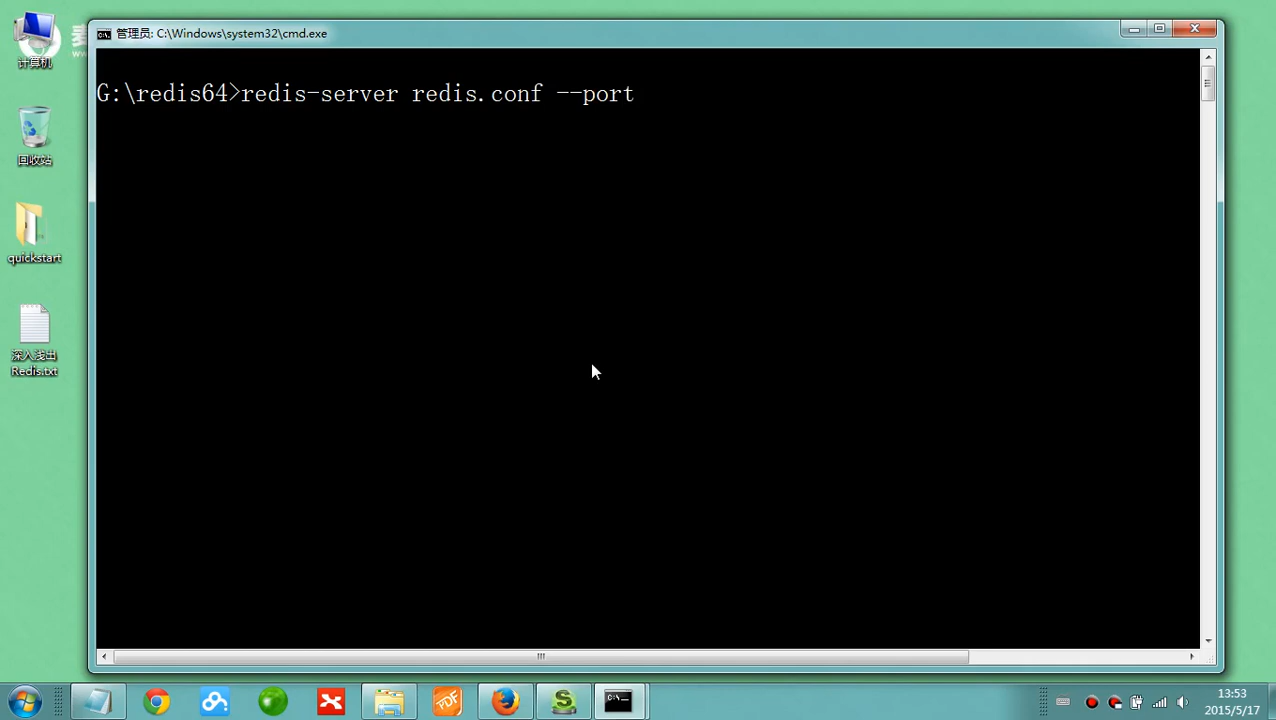 管理员: C:\Windows\system32\cmd.exe
G:\redis64>redis-server redis.conf --port
计算机
回收站
quickstart
深入浅出
Redis.txt
PDF
C:\
13:53
2015/5/17